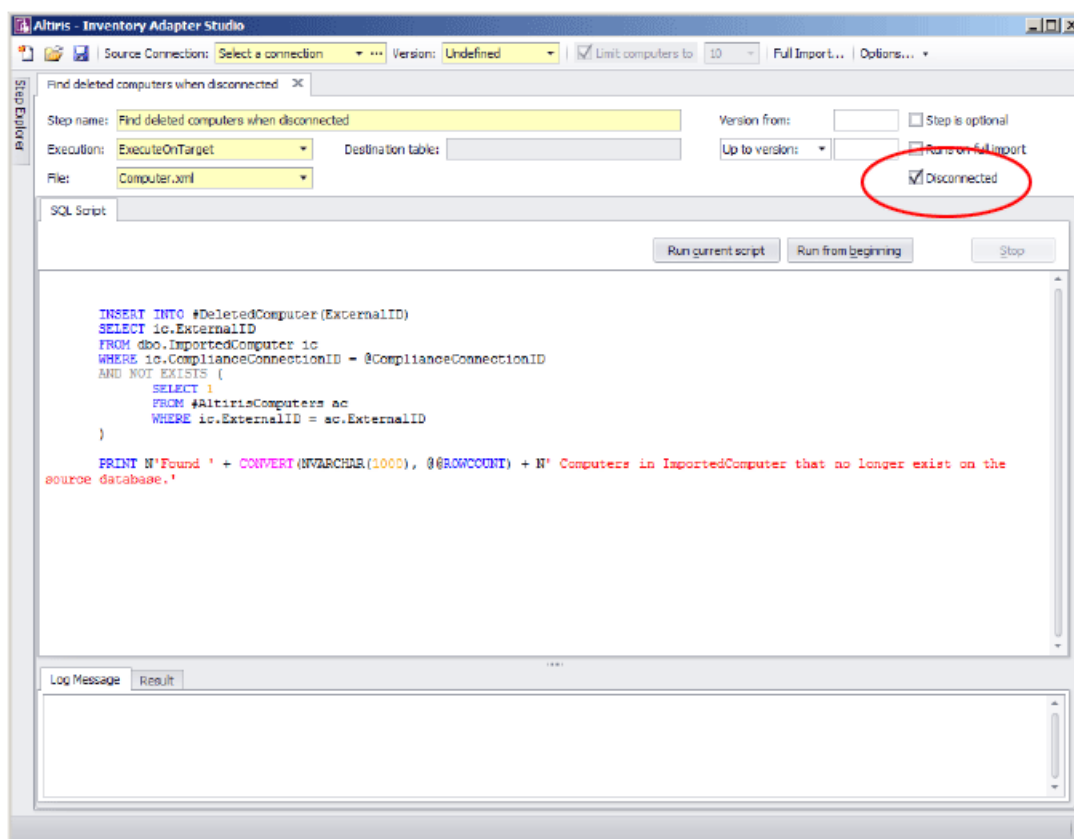 Altiris - Inventory Adapter Studio
Source Connection: Select a connection Version: Undefined Limit computers to 10 Full Import... Options...
Step Explorer
Find deleted computers when disconnected
Step name: Find deleted computers when disconnected Version from: Step is optional
Execution: ExecuteOnTarget Destination table: Up to version: Runs on full import
File: Computer.xml Disconnected
SQL Script
Run current script Run from beginning Stop
INSERT INTO #DeletedComputer(ExternalID)
SELECT ic.ExternalID
FROM dbo.ImportedComputer ic
WHERE ic.ComplianceConnectionID = @ComplianceConnectionID
AND NOT EXISTS (
SELECT 1
FROM #AltirisComputers ac
WHERE ic.ExternalID = ac.ExternalID
)
PRINT N'Found ' + CONVERT(NVARCHAR(1000), @@ROWCOUNT) + N' Computers in ImportedComputer that no longer exist on the
source database.'
Log Message Result